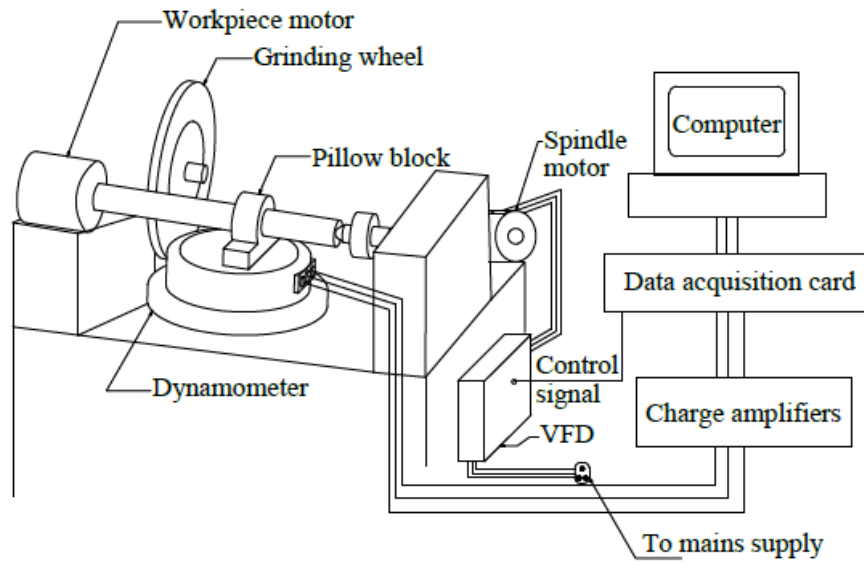 Workpiece motor
Grinding wheel
Pillow block
Spindle
motor
Computer
Data acquisition card
Dynamometer
Control
signal
VFD
Charge amplifiers
To mains supply